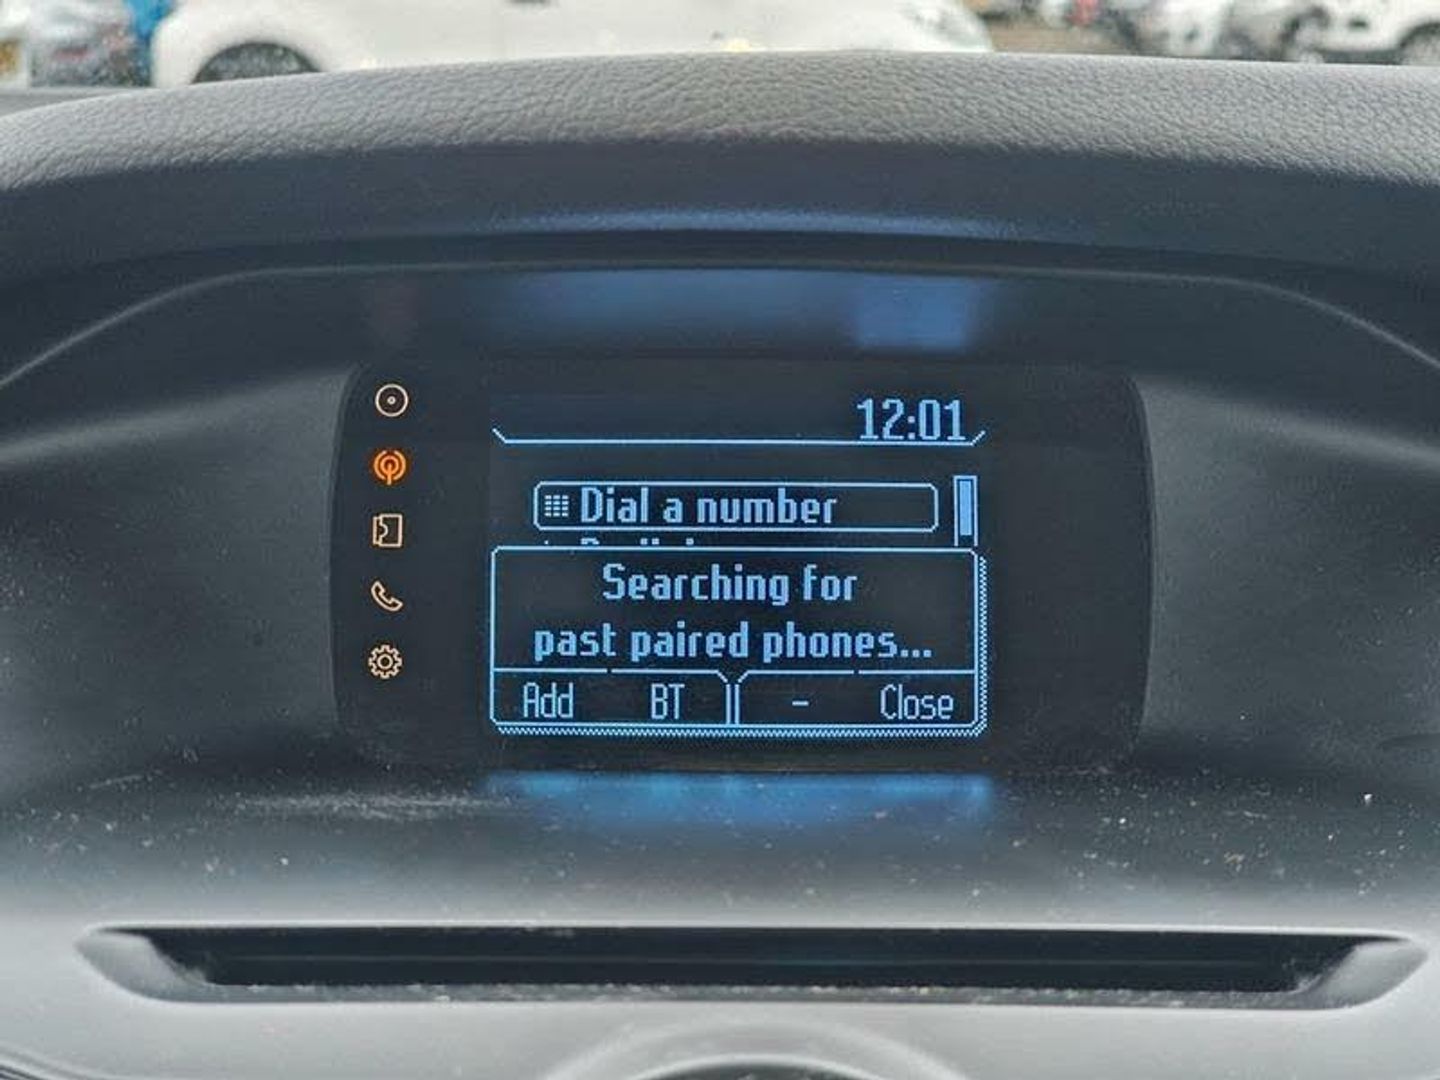 12:01
Dial a number
Searching for
past paired phones...
Add BT - Close